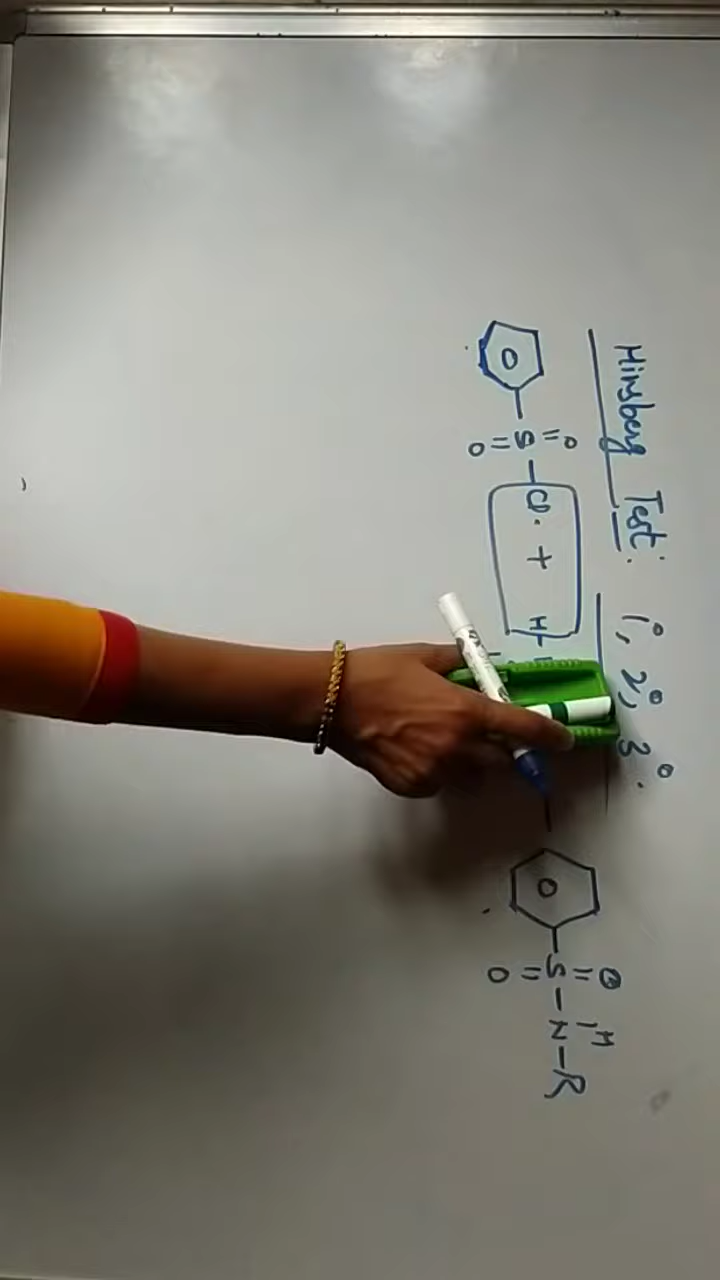 Hinsberg Test: 1°, 2°, 3°.
O O H
S - Cl. + H - S - N - R
O O